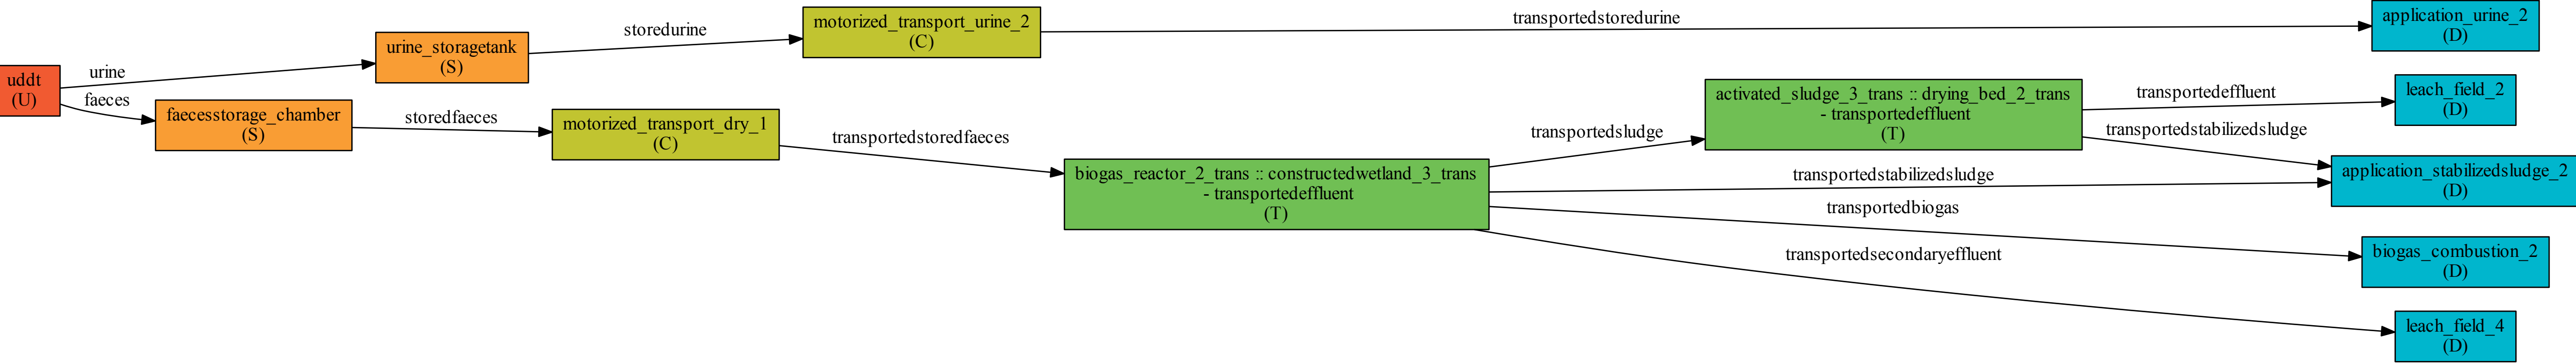 uddt
(U)
urine
faeces
urine_storagetank
(S)
faecesstorage_chamber
(S)
storedurine
storedfaeces
motorized_transport_urine_2
(C)
motorized_transport_dry_1
(C)
transportedstoredurine
transportedstoredfaeces
biogas_reactor_2_trans :: constructedwetland_3_trans
- transportedeffluent
(T)
transportedsludge
activated_sludge_3_trans :: drying_bed_2_trans
- transportedeffluent
(T)
transportedeffluent
transportedstabilizedsludge
transportedstabilizedsludge
transportedbiogas
transportedsecondaryeffluent
application_urine_2
(D)
leach_field_2
(D)
application_stabilizedsludge_2
(D)
biogas_combustion_2
(D)
leach_field_4
(D)